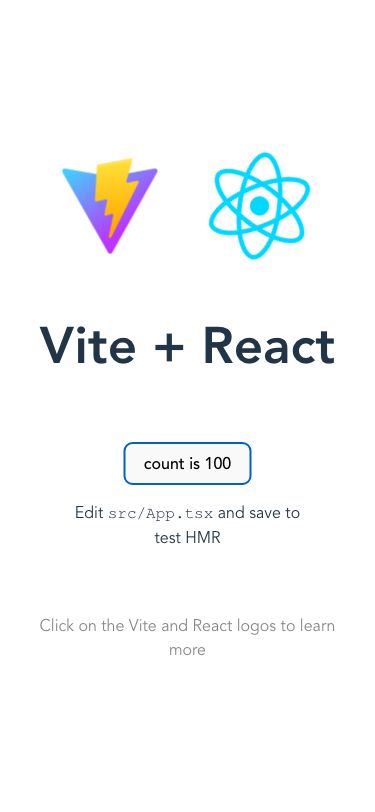 Vite + React
count is 100
Edit src/App.tsx and save to
test HMR
Click on the Vite and React logos to learn
more